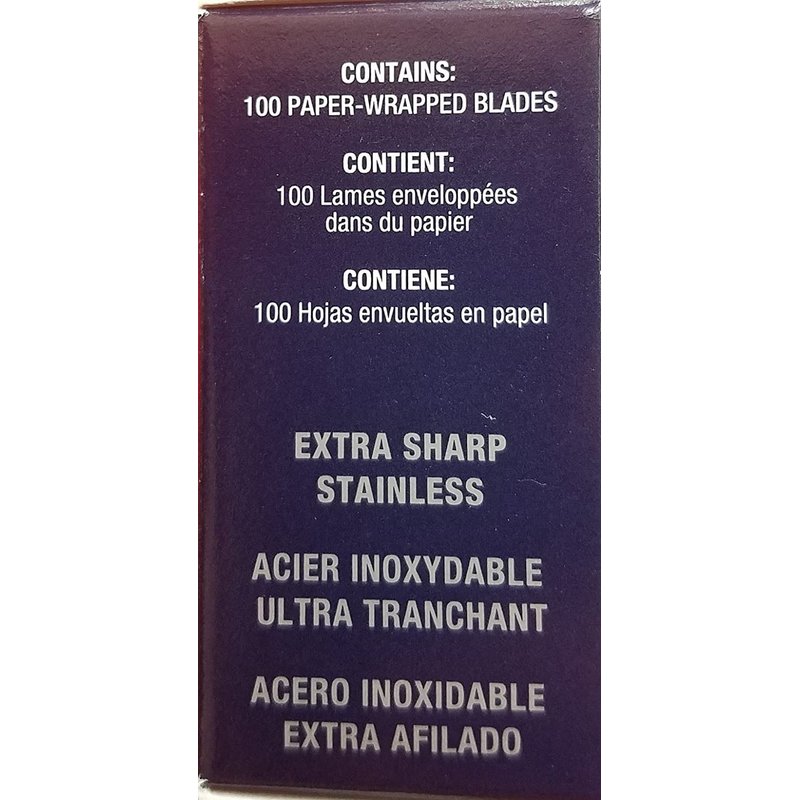 CONTAINS:
100 PAPER-WRAPPED BLADES
CONTIENT:
100 Lames enveloppées
dans du papier
CONTIENE:
100 Hojas envueltas en papel
EXTRA SHARP
STAINLESS
ACIER INOXYDABLE
ULTRA TRANCHANT
ACERO INOXIDABLE
EXTRA AFILADO